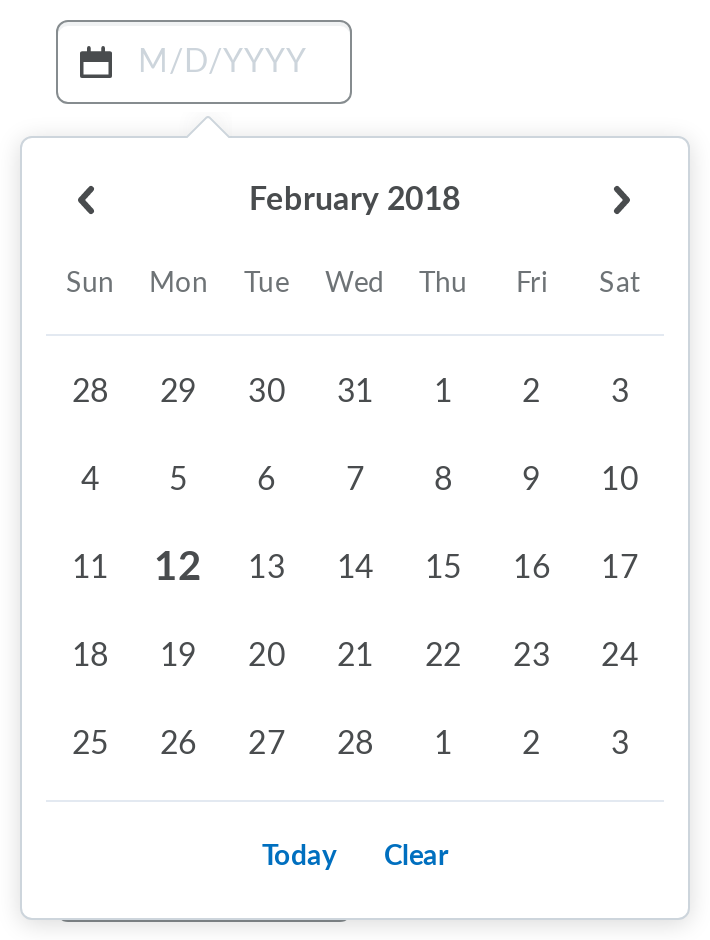 M/D/YYYY
February 2018
Sun Mon Tue Wed Thu Fri Sat
28 29 30 31 1 2 3
4 5 6 7 8 9 10
11 12 13 14 15 16 17
18 19 20 21 22 23 24
25 26 27 28 1 2 3
Today Clear